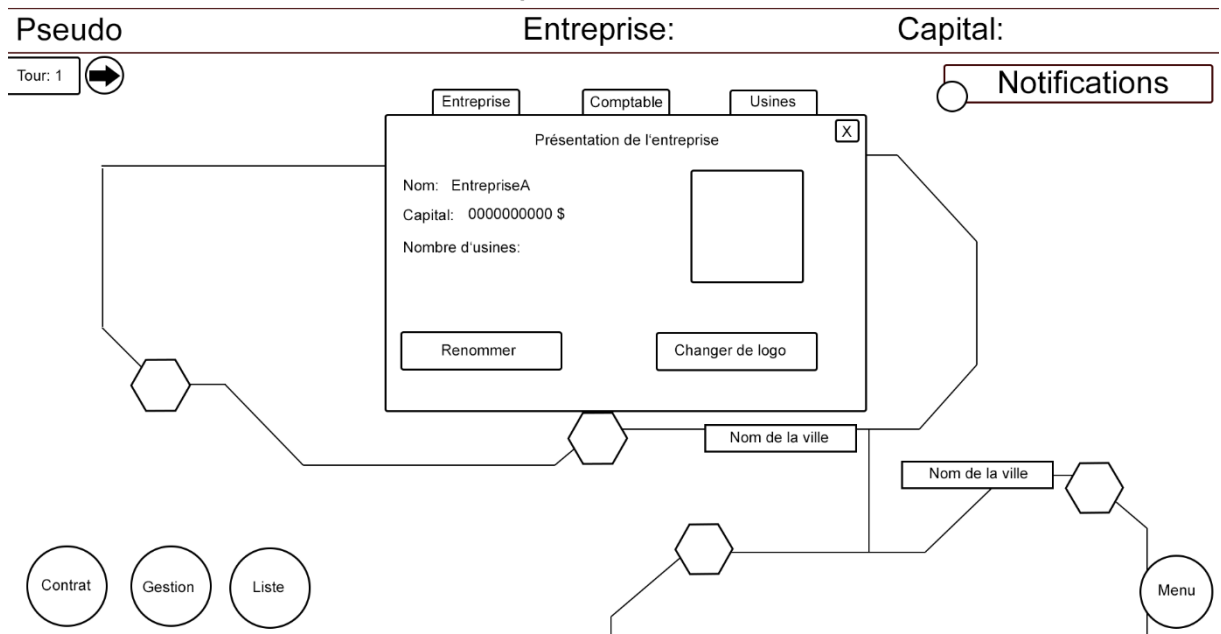 Pseudo Entreprise: Capital:
Tour: 1
Notifications
Entreprise Comptable Usines
Présentation de l'entreprise
X
Nom: EntrepriseA
Capital: 0000000000 $
Nombre d'usines:
Renommer
Changer de logo
Nom de la ville
Nom de la ville
Contrat
Gestion
Liste
Menu